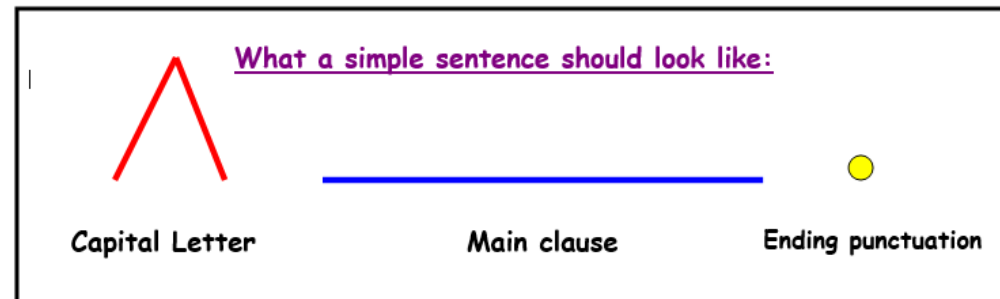 What a simple sentence should look like:
Capital Letter Main clause Ending punctuation